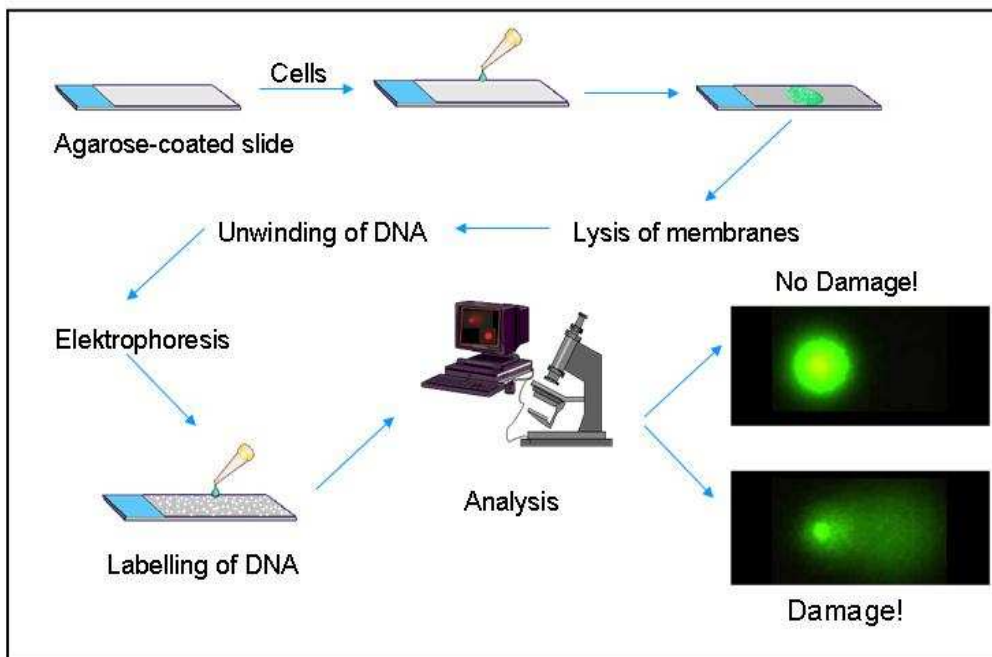 Cells
Agarose-coated slide
Unwinding of DNA
Lysis of membranes
No Damage!
Elektrophoresis
Analysis
Labelling of DNA
Damage!